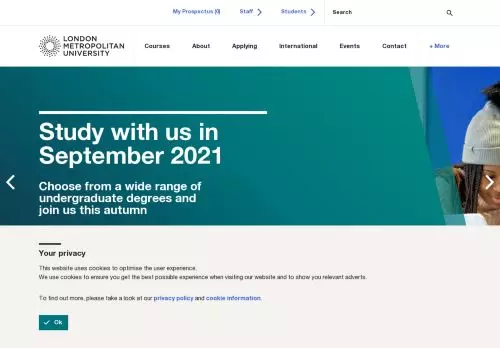 My Prospectus (0) Staff Students Search
LONDON
METROPOLITAN
UNIVERSITY
Courses About Applying International Events Contact + More
Study with us in
September 2021
Choose from a wide range of
undergraduate degrees and
join us this autumn
Your privacy
This website uses cookies to optimise the user experience.
We use cookies to ensure you get the best possible experience when visiting our website and to show you relevant adverts.
To find out more, please take a look at our privacy policy and cookie information.
Ok